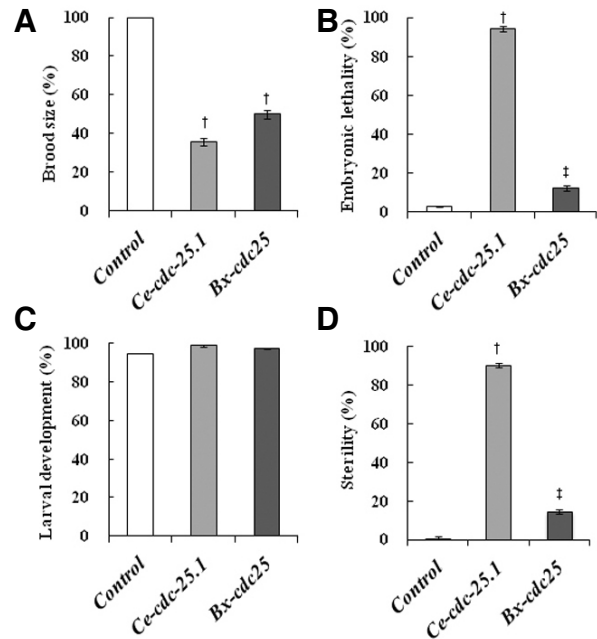 A
Brood size (%)
100
80
60
40
20
0
†
†
Control
Ce-cdc-25.1
Bx-cdc25
B
Embryonic lethality (%)
100
80
60
40
20
0
†
‡
Control
Ce-cdc-25.1
Bx-cdc25
C
Larval development (%)
100
80
60
40
20
0
Control
Ce-cdc-25.1
Bx-cdc25
D
Sterility (%)
100
80
60
40
20
0
†
‡
Control
Ce-cdc-25.1
Bx-cdc25